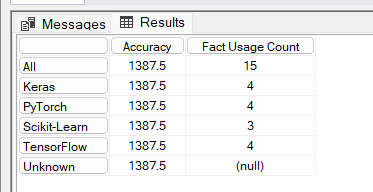 Messages Results
Accuracy Fact Usage Count
All 1387.5 15
Keras 1387.5 4
PyTorch 1387.5 4
Scikit-Learn 1387.5 3
TensorFlow 1387.5 4
Unknown 1387.5 (null)